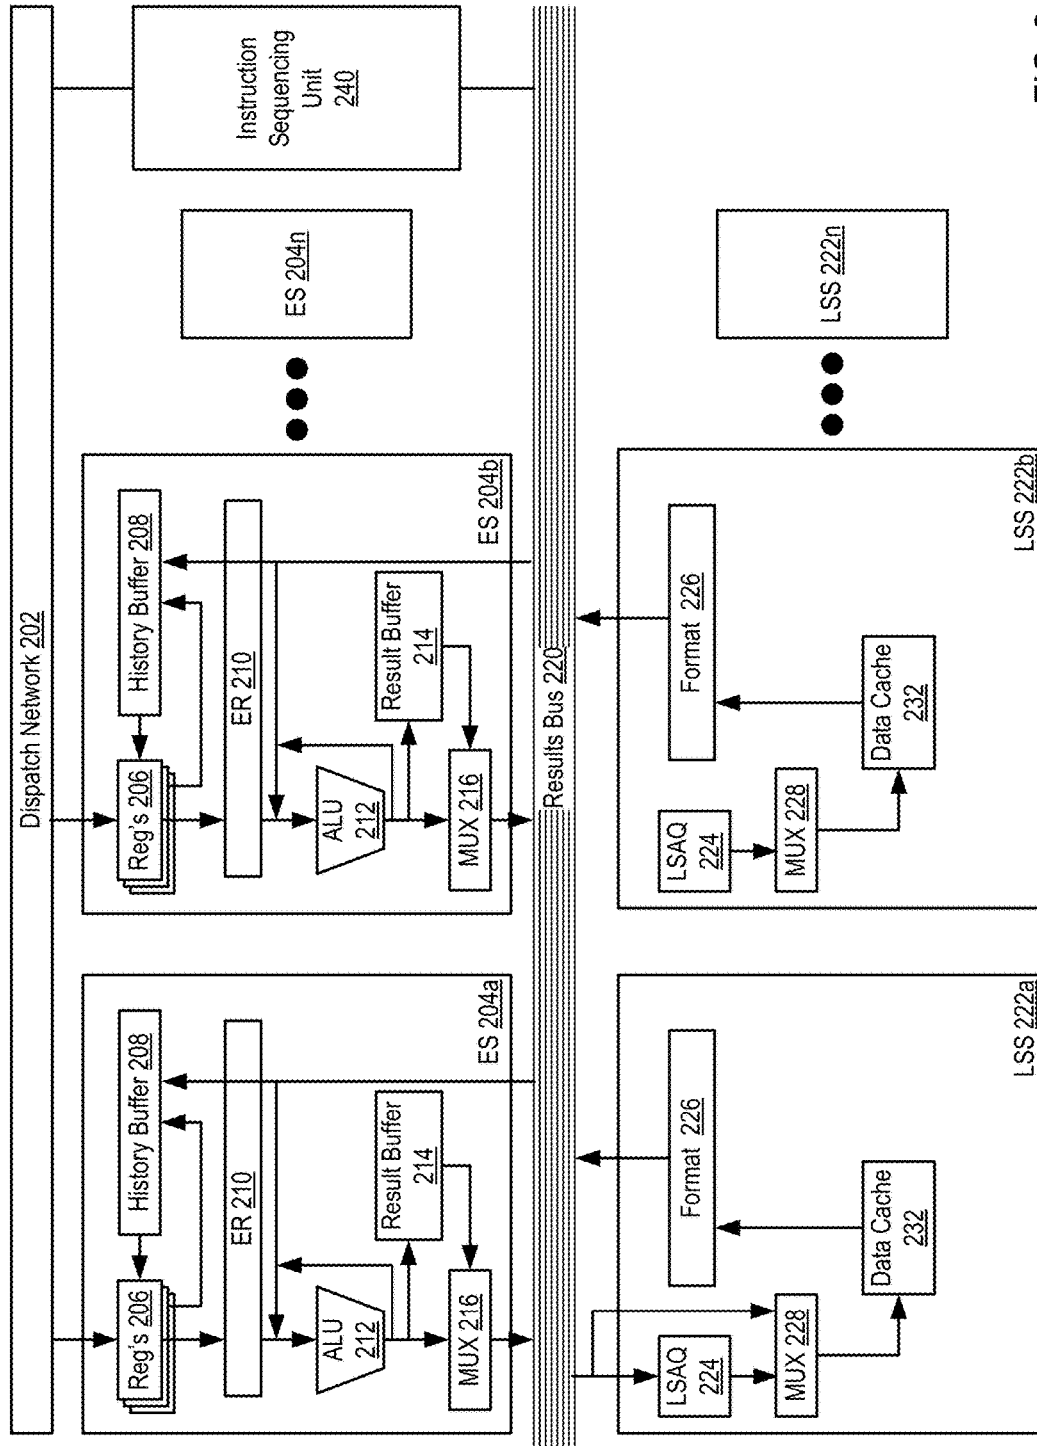 Dispatch Network 202
Reg's 206
History Buffer 208
ER 210
ALU
212
Result Buffer
214
MUX 216
ES 204a
Reg's 206
History Buffer 208
ER 210
ALU
212
Result Buffer
214
MUX 216
ES 204b
ES 204n
Instruction
Sequencing
Unit
240
Results Bus 220
LSAQ
224
MUX 228
Format 226
Data Cache
232
LSS 222a
LSAQ
224
MUX 228
Format 226
Data Cache
232
LSS 222b
LSS 222n